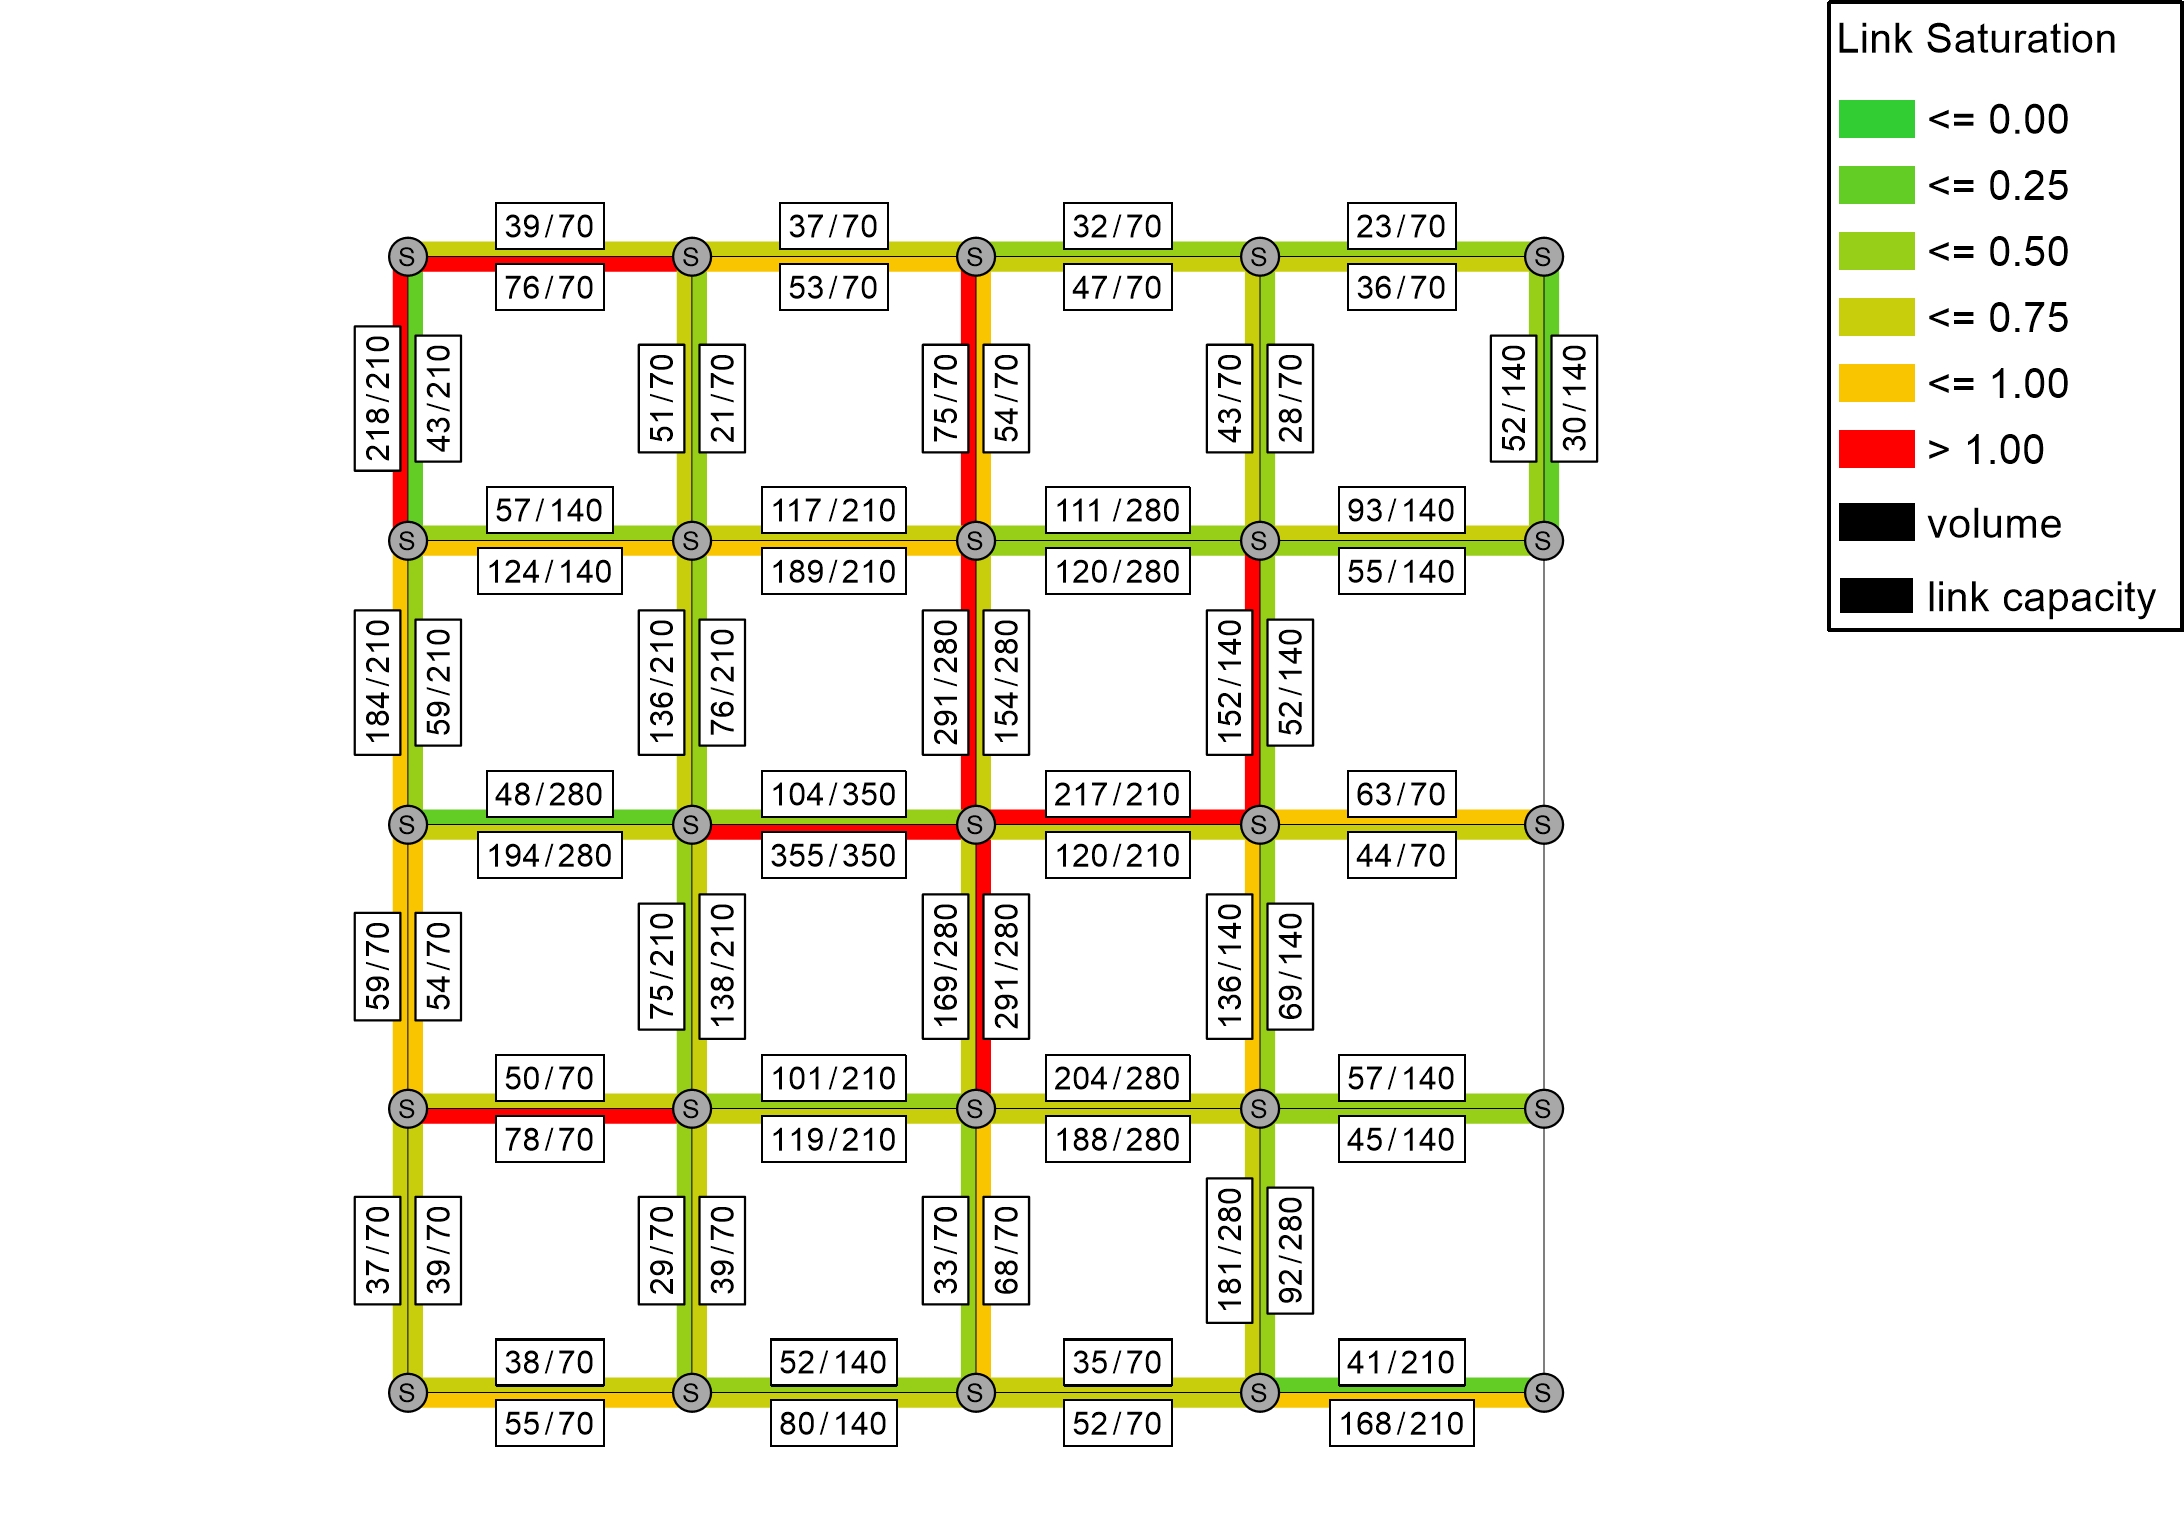 Link Saturation
<= 0.00
<= 0.25
<= 0.50
<= 0.75
<= 1.00
> 1.00
volume
link capacity
39/70
37/70
32/70
23/70
S
S
S
S
S
76/70
53/70
47/70
36/70
218/210
43/210
51/70
21/70
75/70
54/70
43/70
28/70
52/140
30/140
57/140
117/210
111/280
93/140
S
S
S
S
S
124/140
189/210
120/280
55/140
184/210
59/210
136/210
76/210
291/280
154/280
152/140
52/140
48/280
104/350
217/210
63/70
S
S
S
S
S
194/280
355/350
120/210
44/70
59/70
54/70
75/210
138/210
169/280
291/280
136/140
69/140
50/70
101/210
204/280
57/140
S
S
S
S
S
78/70
119/210
188/280
45/140
37/70
39/70
29/70
39/70
33/70
68/70
181/280
92/280
38/70
52/140
35/70
41/210
S
S
S
S
S
55/70
80/140
52/70
168/210